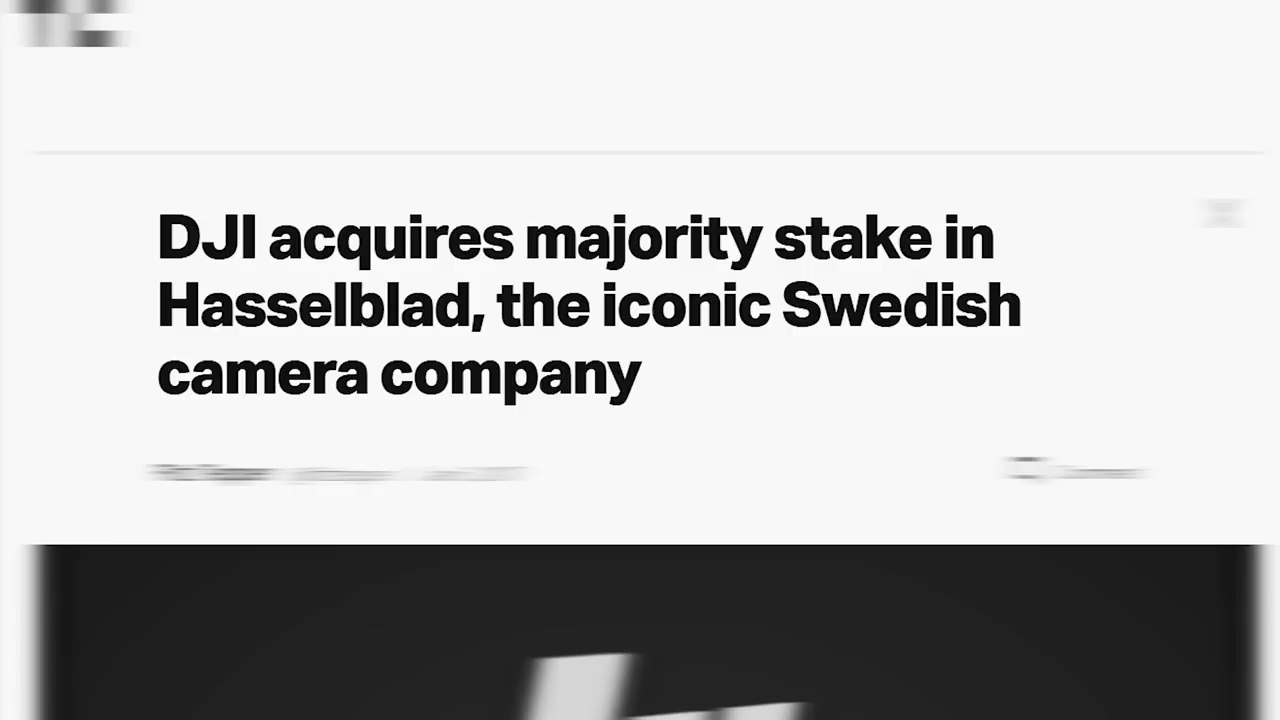 DJI acquires majority stake in
Hasselblad, the iconic Swedish
camera company